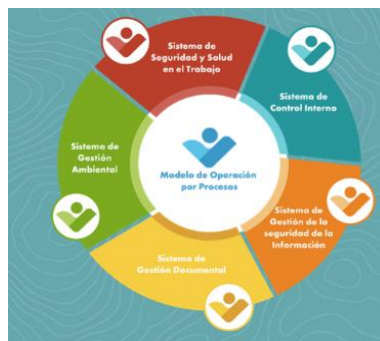 Sistema de
Seguridad y Salud
en el Trabajo
Sistema de
Control Interno
Sistema de
Gestión de la
seguridad de la
Información
Sistema de
Gestión Documental
Sistema de
Gestión
Ambiental
Modelo de Operación
por Procesos